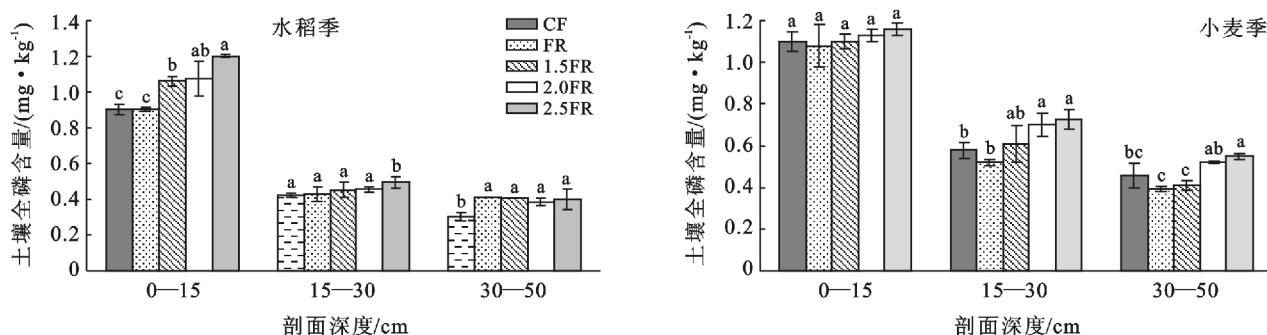 水稻季
土壤全磷含量/(mg·kg⁻¹)
1.4
1.2
1.0
0.8
0.6
0.4
0.2
0
c c b ab a
a a a a b
b a a a a
CF
FR
1.5FR
2.0FR
2.5FR
0—15 15—30 30—50
剖面深度/cm
小麦季
土壤全磷含量/(mg·kg⁻¹)
1.2
1.0
0.8
0.6
0.4
0.2
0
a a a a a
b b ab a a
bc c c ab a
0—15 15—30 30—50
剖面深度/cm